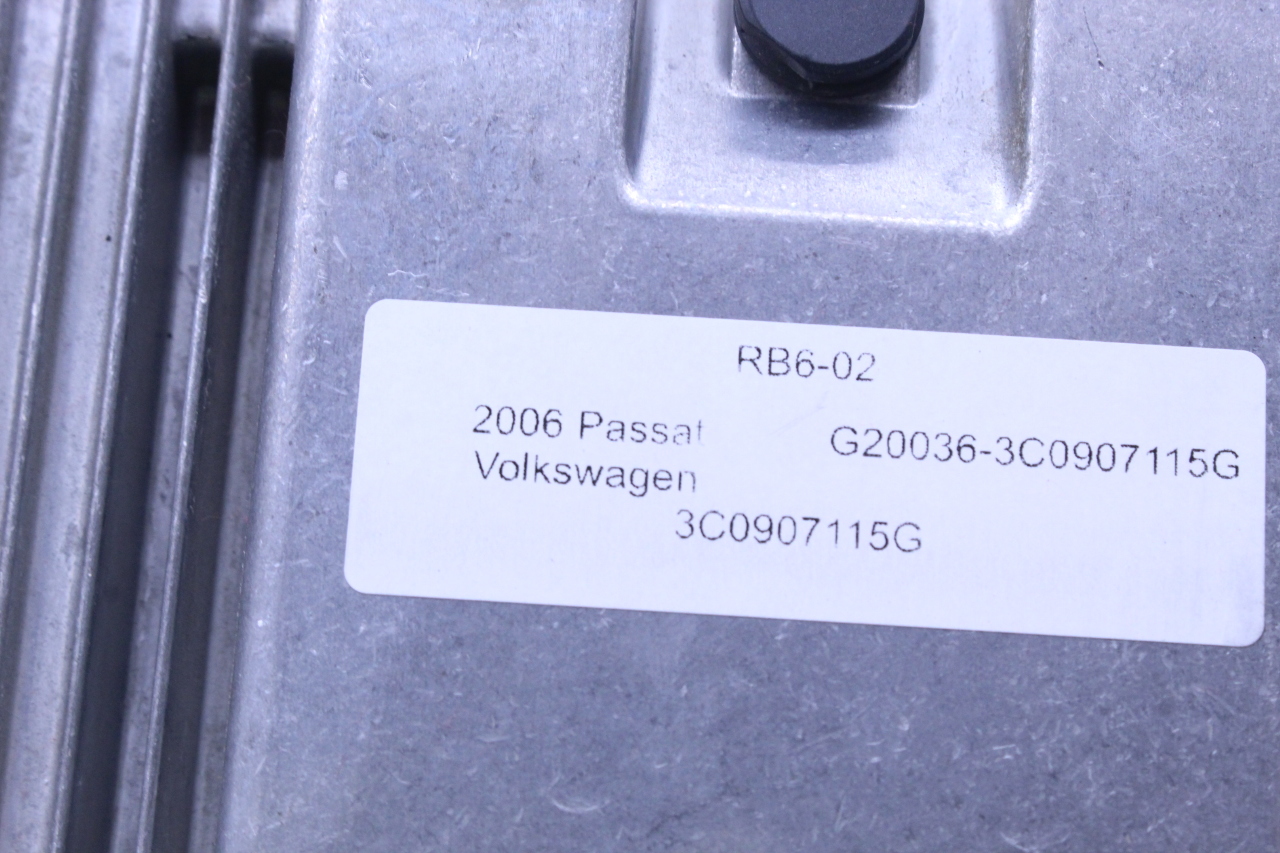 RB6-02
2006 Passat G20036-3C0907115G
Volkswagen
3C0907115G